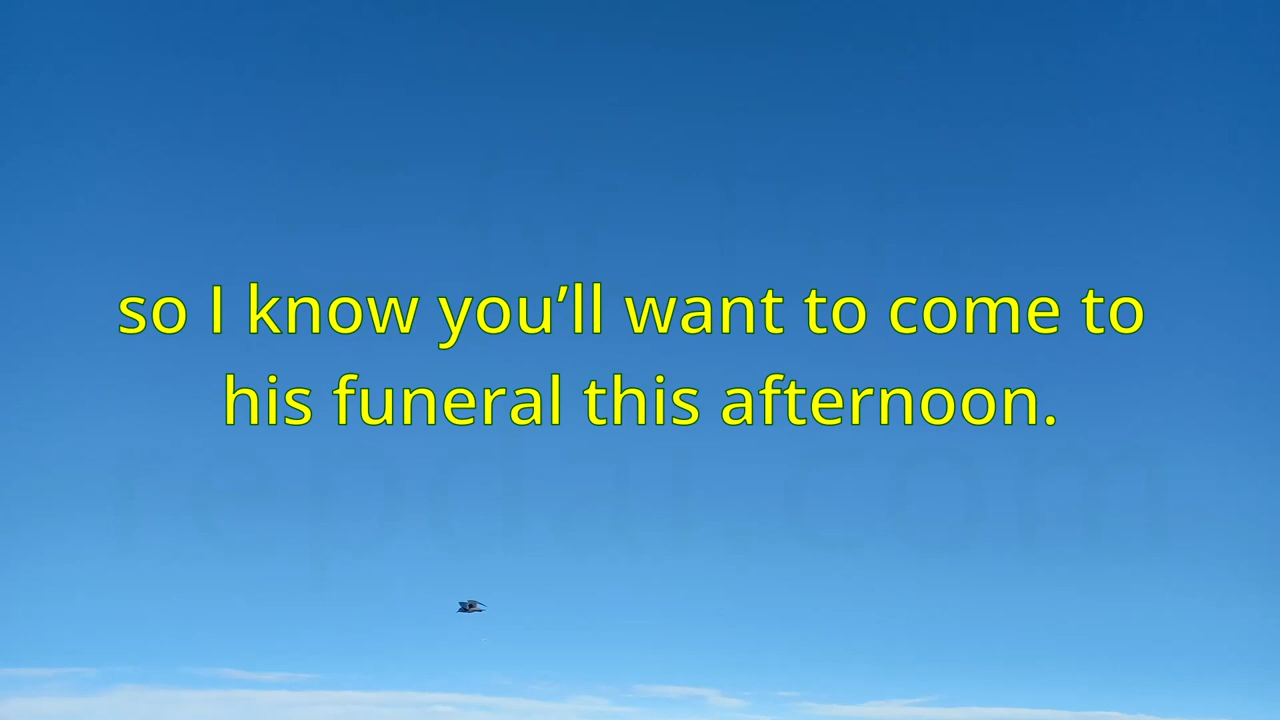 so I know you’ll want to come to
his funeral this afternoon.